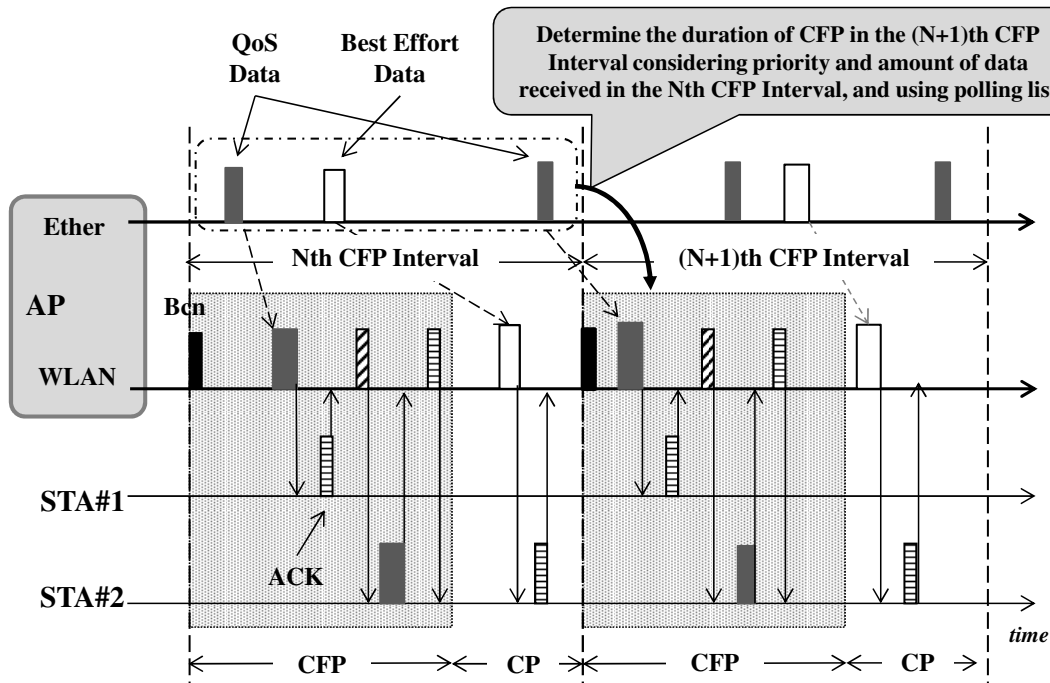 QoS
Data
Best Effort
Data
Determine the duration of CFP in the (N+1)th CFP
Interval considering priority and amount of data
received in the Nth CFP Interval, and using polling lis
Ether
Nth CFP Interval
(N+1)th CFP Interval
AP
Bcn
WLAN
STA#1
ACK
STA#2
time
CFP
CP
CFP
CP